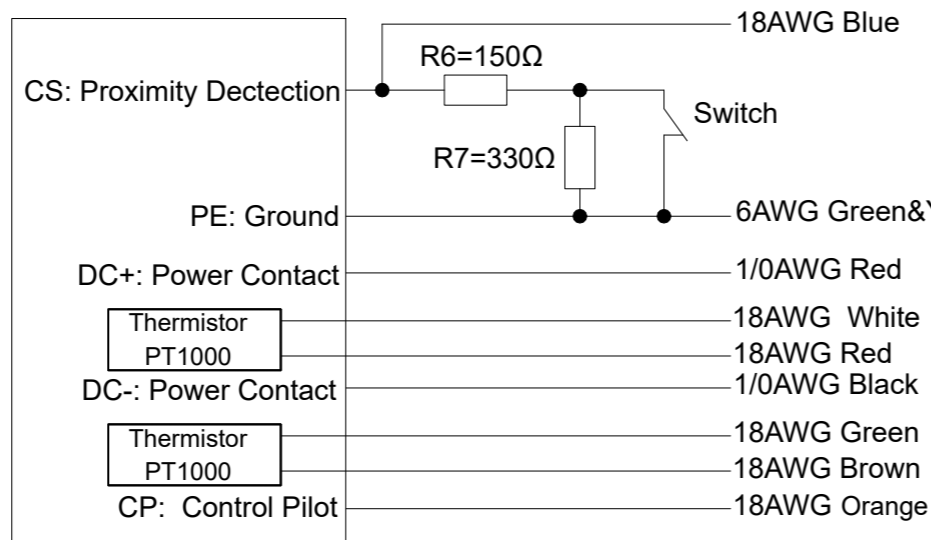 18AWG Blue
R6=150Ω
CS: Proximity Dectection
Switch
R7=330Ω
PE: Ground
6AWG Green&Y
DC+: Power Contact
1/0AWG Red
Thermistor
PT1000
18AWG White
18AWG Red
DC-: Power Contact
1/0AWG Black
Thermistor
PT1000
18AWG Green
18AWG Brown
CP: Control Pilot
18AWG Orange